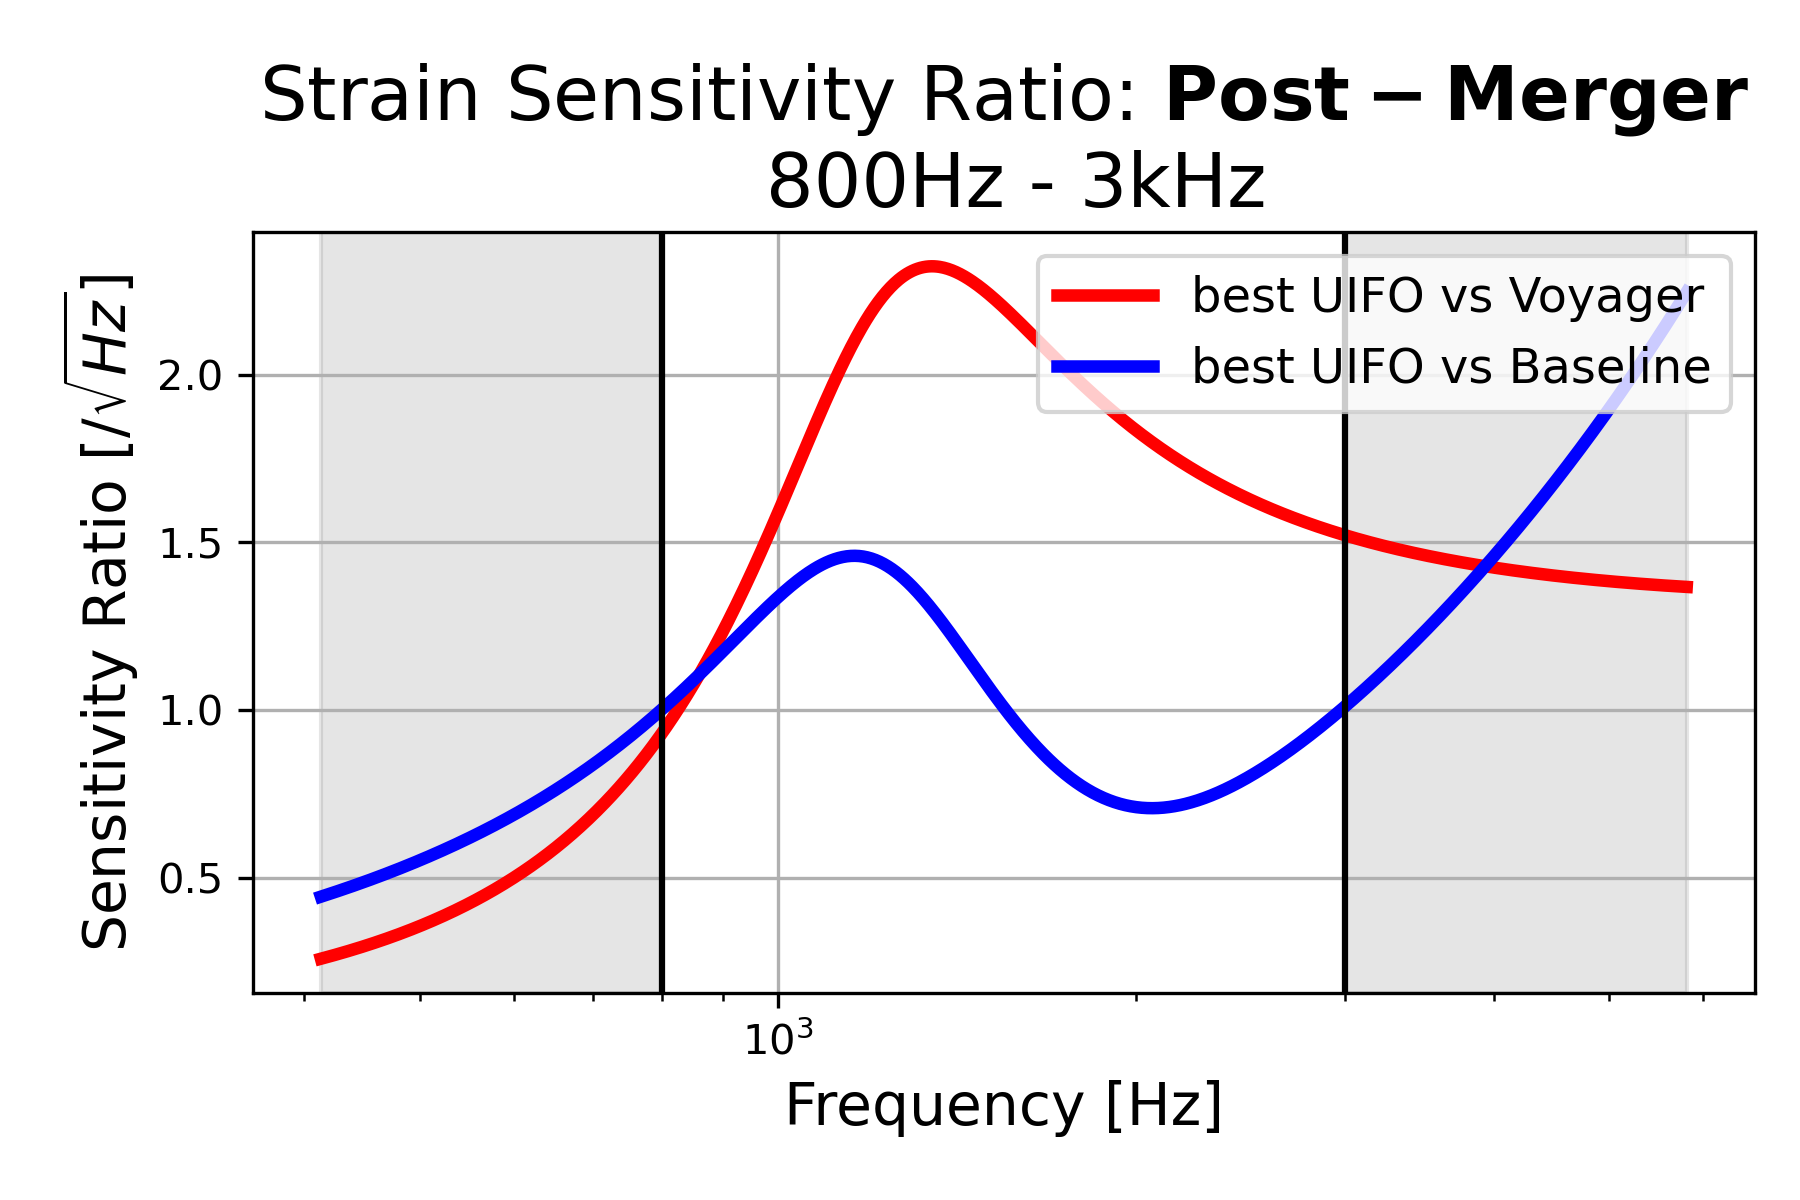 Strain Sensitivity Ratio: Post − Merger
800Hz - 3kHz
Sensitivity Ratio [/√Hz]
2.0
1.5
1.0
0.5
best UIFO vs Voyager
best UIFO vs Baseline
10³
Frequency [Hz]